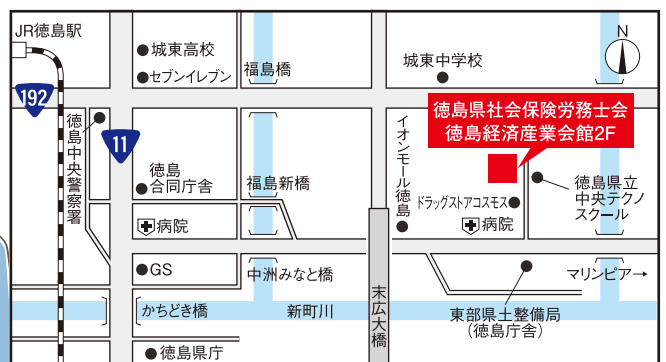 JR徳島駅
城東高校
セブンイレブン
福島橋
城東中学校
N
192
徳島中央警察署
11
徳島
合同庁舎
福島新橋
イオンモール徳島
徳島県社会保険労務士会
徳島経済産業会館2F
徳島県立
中央テクノ
スクール
ドラッグストアコスモス
病院
病院
GS
中洲みなと橋
マリンピア→
かちどき橋
新町川
末広大橋
東部県土整備局
(徳島庁舎)
徳島県庁